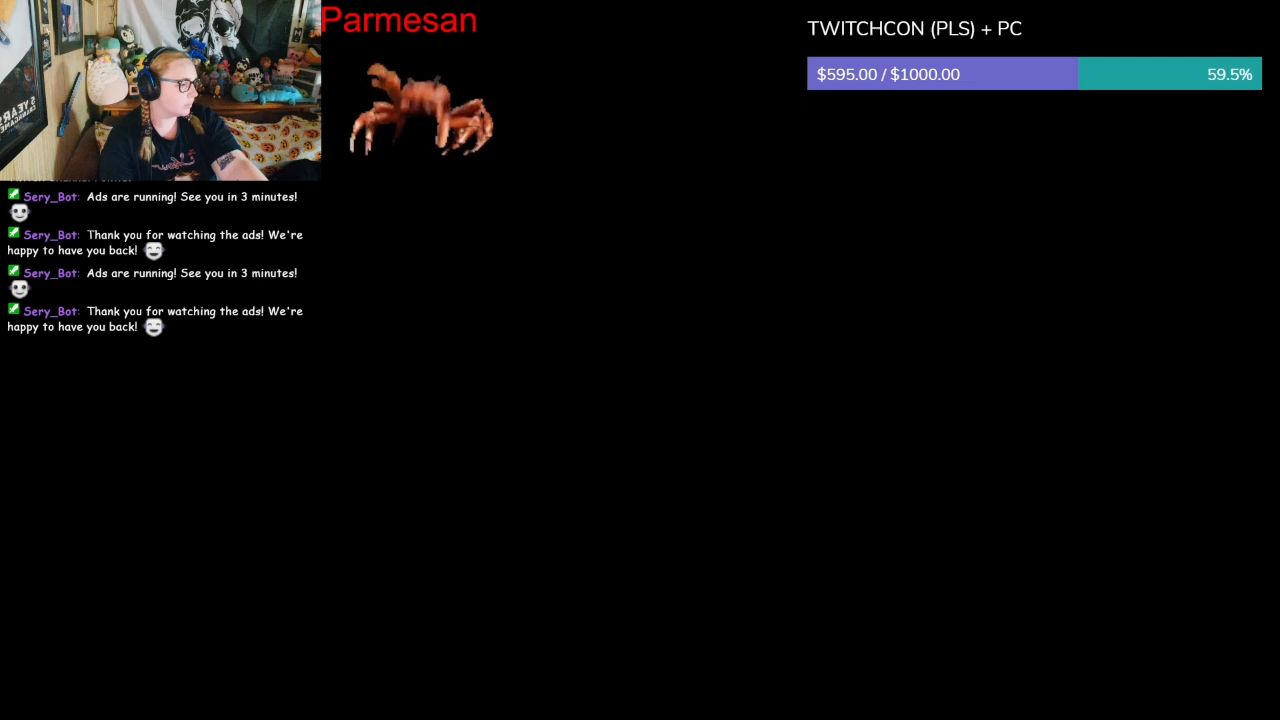 Parmesan
TWITCHCON (PLS) + PC
$595.00 / $1000.00
59.5%
5 YEARS
Sery_Bot: Ads are running! See you in 3 minutes!
Sery_Bot: Thank you for watching the ads! We're
happy to have you back!
Sery_Bot: Ads are running! See you in 3 minutes!
Sery_Bot: Thank you for watching the ads! We're
happy to have you back!